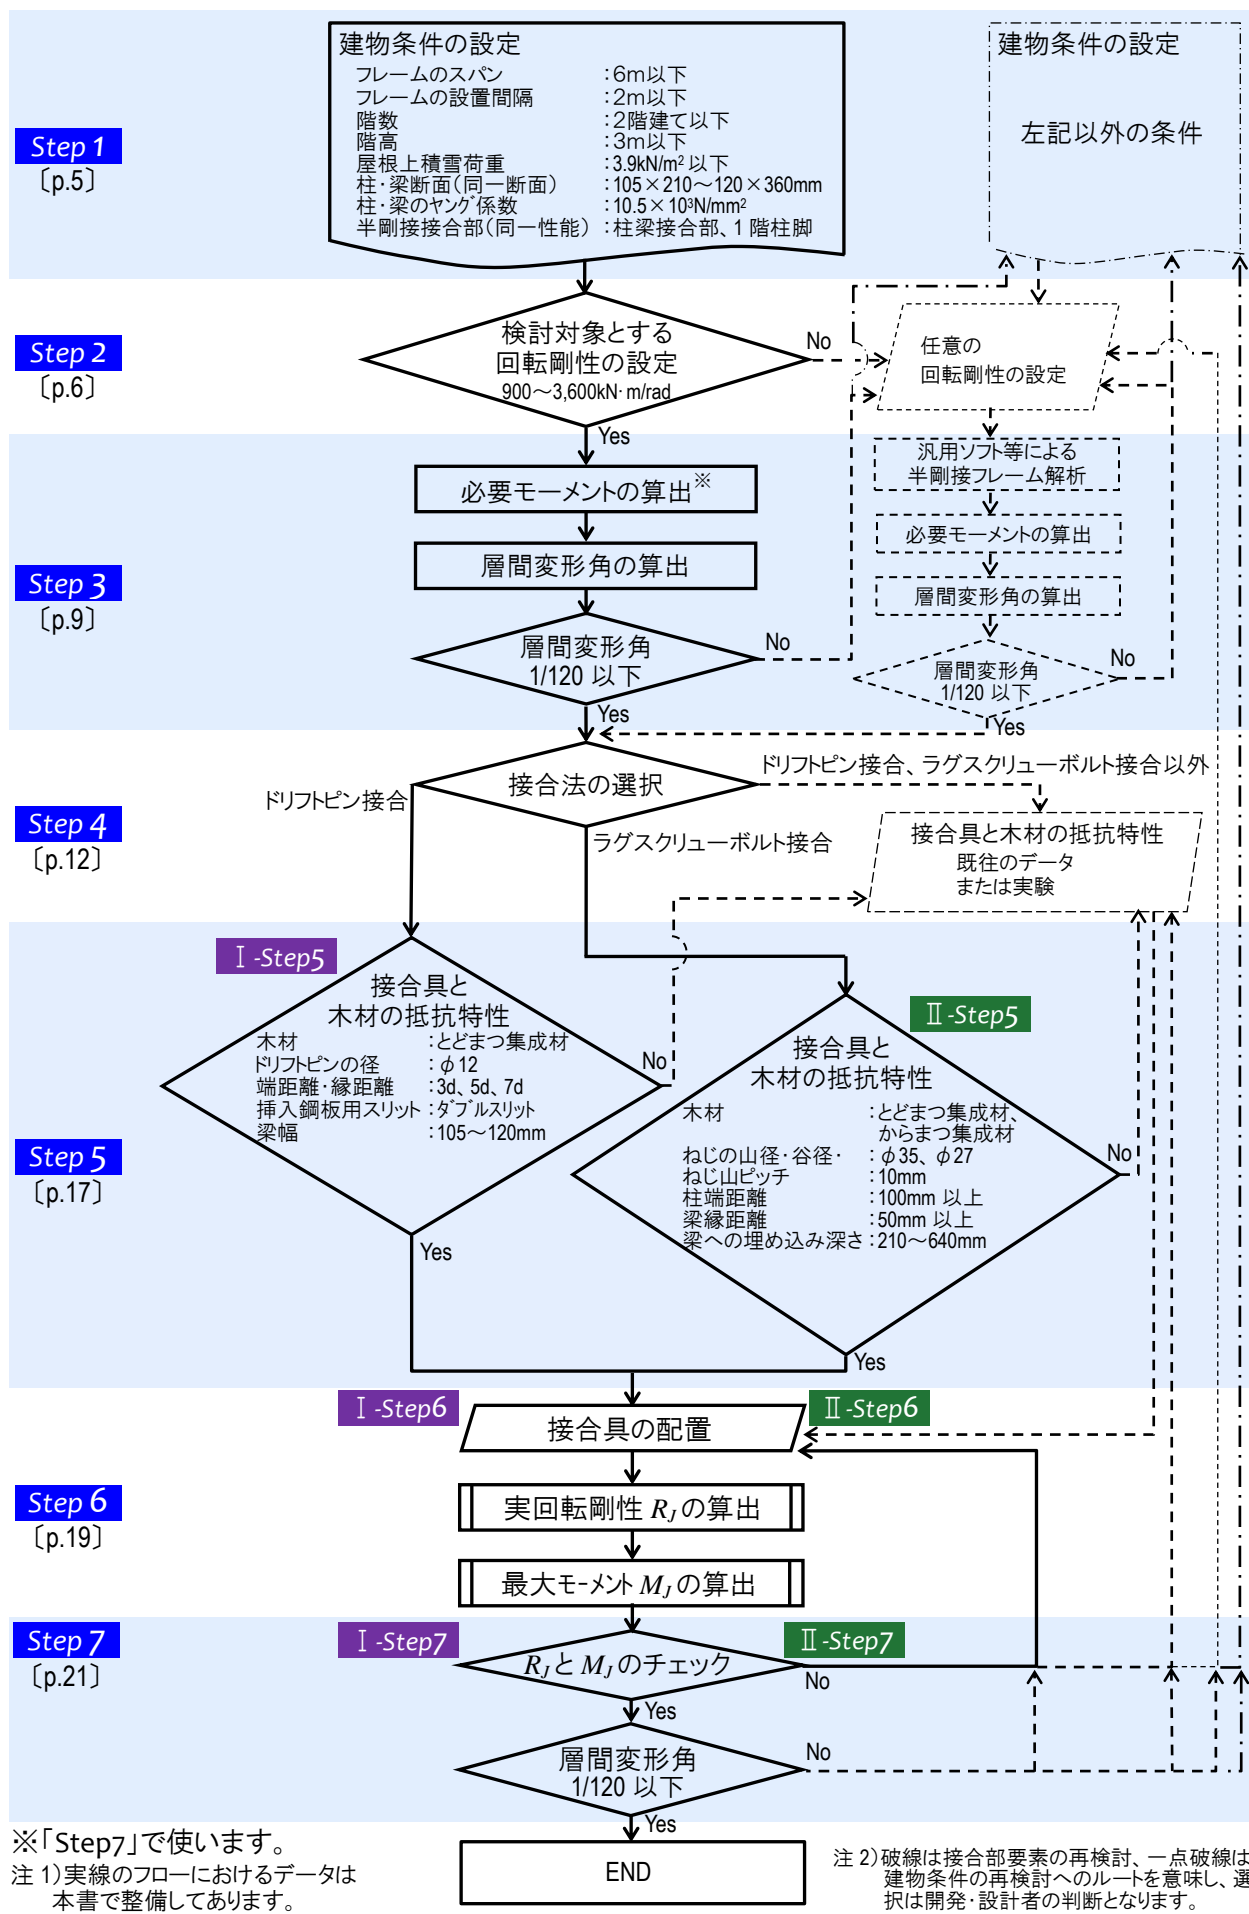 建物条件の設定
フレームのスパン :6m以下
フレームの設置間隔 :2m以下
階数 :2階建て以下
階高 :3m以下
屋根上積雪荷重 :3.9kN/m²以下
柱・梁断面(同一断面) :105×210～120×360mm
柱・梁のヤング係数 :10.5×10³N/mm²
半剛接接合部(同一性能) :柱梁接合部、1階柱脚
建物条件の設定
左記以外の条件
Step 1
〔p.5〕
Step 2
〔p.6〕
検討対象とする
回転剛性の設定
900～3,600kN・m/rad
No
Yes
任意の
回転剛性の設定
Step 3
〔p.9〕
必要モーメントの算出※
層間変形角の算出
層間変形角
1/120 以下
No
Yes
汎用ソフト等による
半剛接フレーム解析
必要モーメントの算出
層間変形角の算出
層間変形角
1/120 以下
No
Yes
Step 4
〔p.12〕
接合法の選択
ドリフトピン接合
ラグスクリューボルト接合
ドリフトピン接合、ラグスクリューボルト接合以外
接合具と木材の抵抗特性
既往のデータ
または実験
Step 5
〔p.17〕
Ⅰ-Step5
接合具と
木材の抵抗特性
木材 :とどまつ集成材
ドリフトピンの径 :φ12
端距離・縁距離 :3d、5d、7d
挿入鋼板用スリット :ダブルスリット
梁幅 :105～120mm
No
Yes
Ⅱ-Step5
接合具と
木材の抵抗特性
木材 :とどまつ集成材、
からまつ集成材
ねじの山径・谷径・ :φ35、φ27
ねじ山ピッチ :10mm
柱端距離 :100mm 以上
梁縁距離 :50mm 以上
梁への埋め込み深さ :210～640mm
No
Yes
Step 6
〔p.19〕
Ⅰ-Step6
Ⅱ-Step6
接合具の配置
実回転剛性 RJ の算出
最大モーメント MJ の算出
Step 7
〔p.21〕
Ⅰ-Step7
Ⅱ-Step7
RJ と MJ のチェック
No
Yes
層間変形角
1/120 以下
No
Yes
END
※「Step7」で使います。
注 1)実線のフローにおけるデータは
本書で整備してあります。
注 2)破線は接合部要素の再検討、一点破線は
建物条件の再検討へのルートを意味し、選
択は開発・設計者の判断となります。